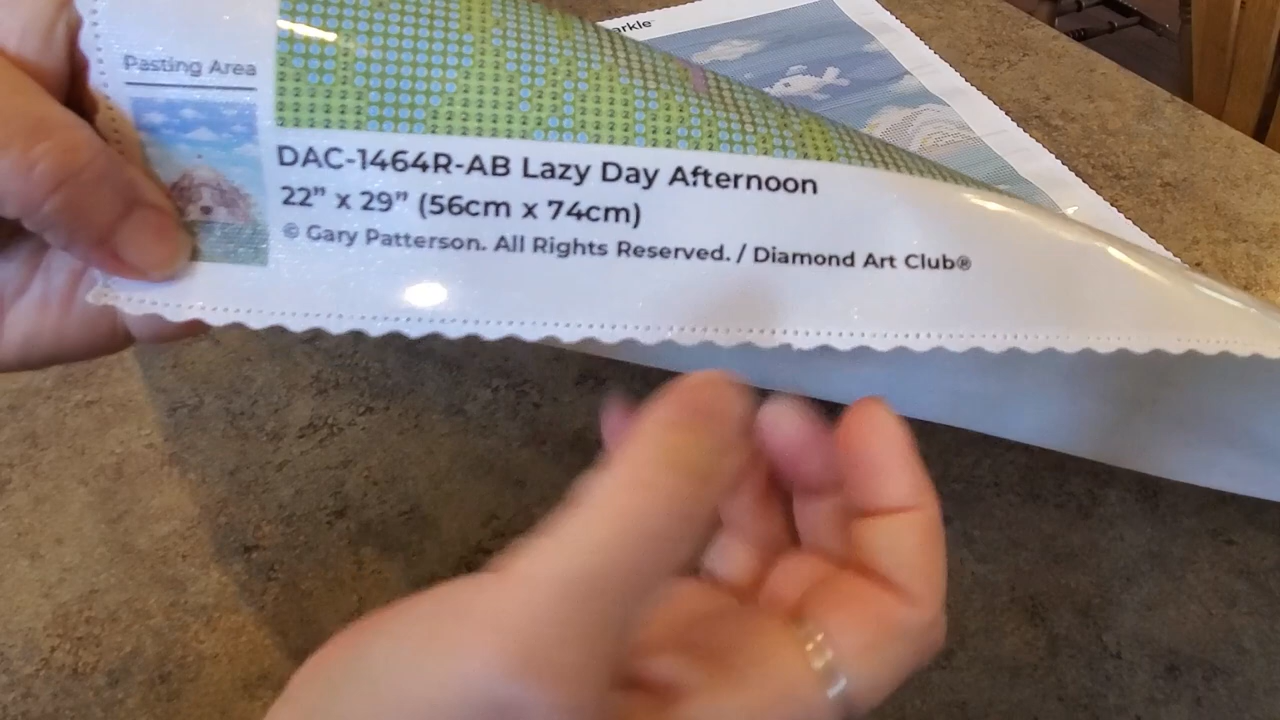 arkle
Pasting Area
DAC-1464R-AB Lazy Day Afternoon
22” x 29” (56cm x 74cm)
© Gary Patterson. All Rights Reserved. / Diamond Art Club®